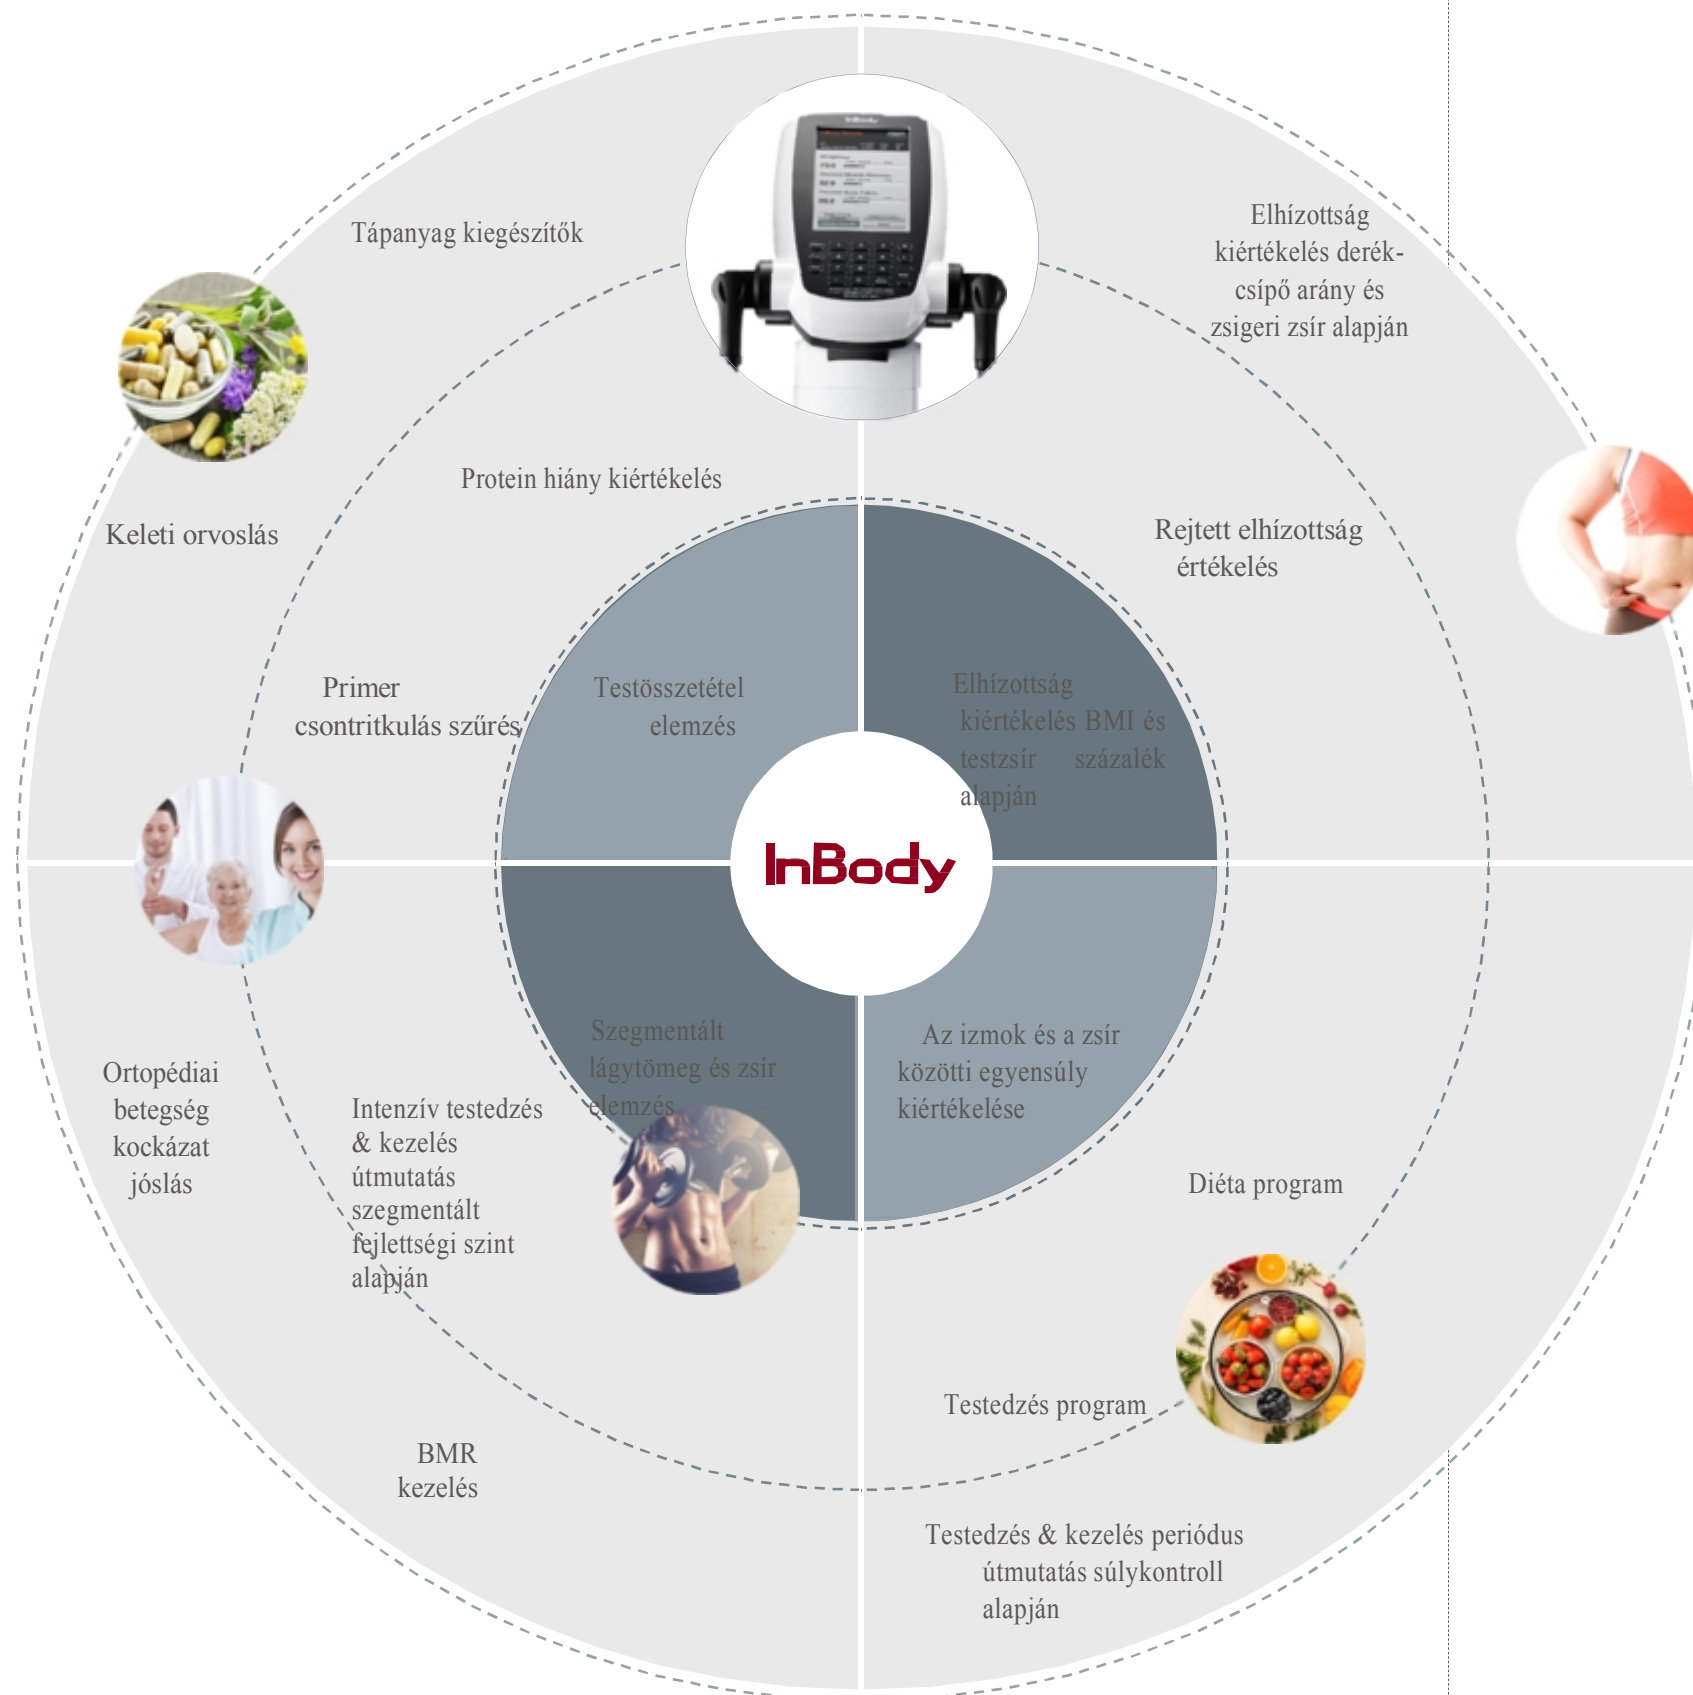 InBody
Tápanyag kiegészítők
Elhízottság
kiértékelés derék-
csípő arány és
zsigeri zsír alapján
Protein hiány kiértékelés
Keleti orvoslás
Rejtett elhízottság
értékelés
Primer
csontritkulás szűrés
Testösszetétel
elemzés
Elhízottság
kiértékelés BMI és
testzsír százalék
alapján
InBody
Szegmentált
lágytömeg és zsír
elemzés
Az izmok és a zsír
közötti egyensúly
kiértékelése
Ortopédiai
betegség
kockázat
jóslás
Intenzív testedzés
& kezelés
útmutatás
szegmentált
fejlettségi szint
alapján
Diéta program
Testedzés program
BMR
kezelés
Testedzés & kezelés periódus
útmutatás súlykontroll
alapján